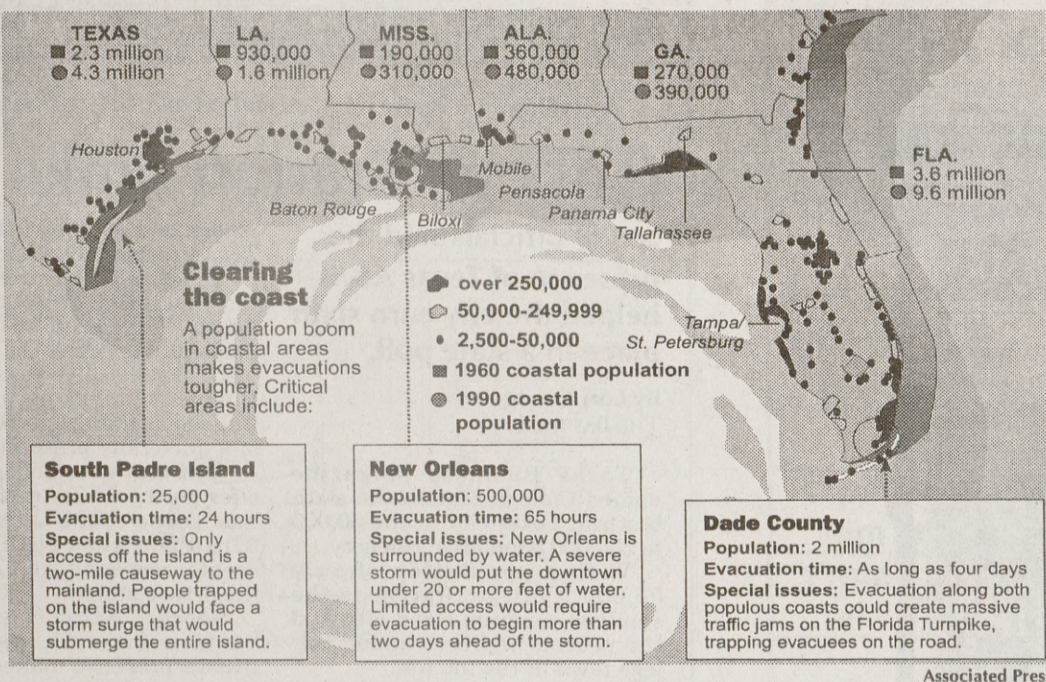 TEXAS
2.3 million
4.3 million
LA.
930,000
1.6 million
MISS.
190,000
310,000
ALA.
360,000
480,000
GA.
270,000
390,000
FLA.
3.6 million
9.6 million
Houston
Baton Rouge
Biloxi
Mobile
Pensacola
Panama City
Tallahassee
Tampa/
St. Petersburg
Clearing
the coast
A population boom
in coastal areas
makes evacuations
tougher. Critical
areas include:
over 250,000
50,000-249,999
2,500-50,000
1960 coastal population
1990 coastal
population
South Padre Island
Population: 25,000
Evacuation time: 24 hours
Special issues: Only
access off the island is a
two-mile causeway to the
mainland. People trapped
on the island would face a
storm surge that would
submerge the entire island.
New Orleans
Population: 500,000
Evacuation time: 65 hours
Special issues: New Orleans is
surrounded by water. A severe
storm would put the downtown
under 20 or more feet of water.
Limited access would require
evacuation to begin more than
two days ahead of the storm.
Dade County
Population: 2 million
Evacuation time: As long as four days
Special issues: Evacuation along both
populous coasts could create massive
traffic jams on the Florida Turnpike,
trapping evacuees on the road.
Associated Pres